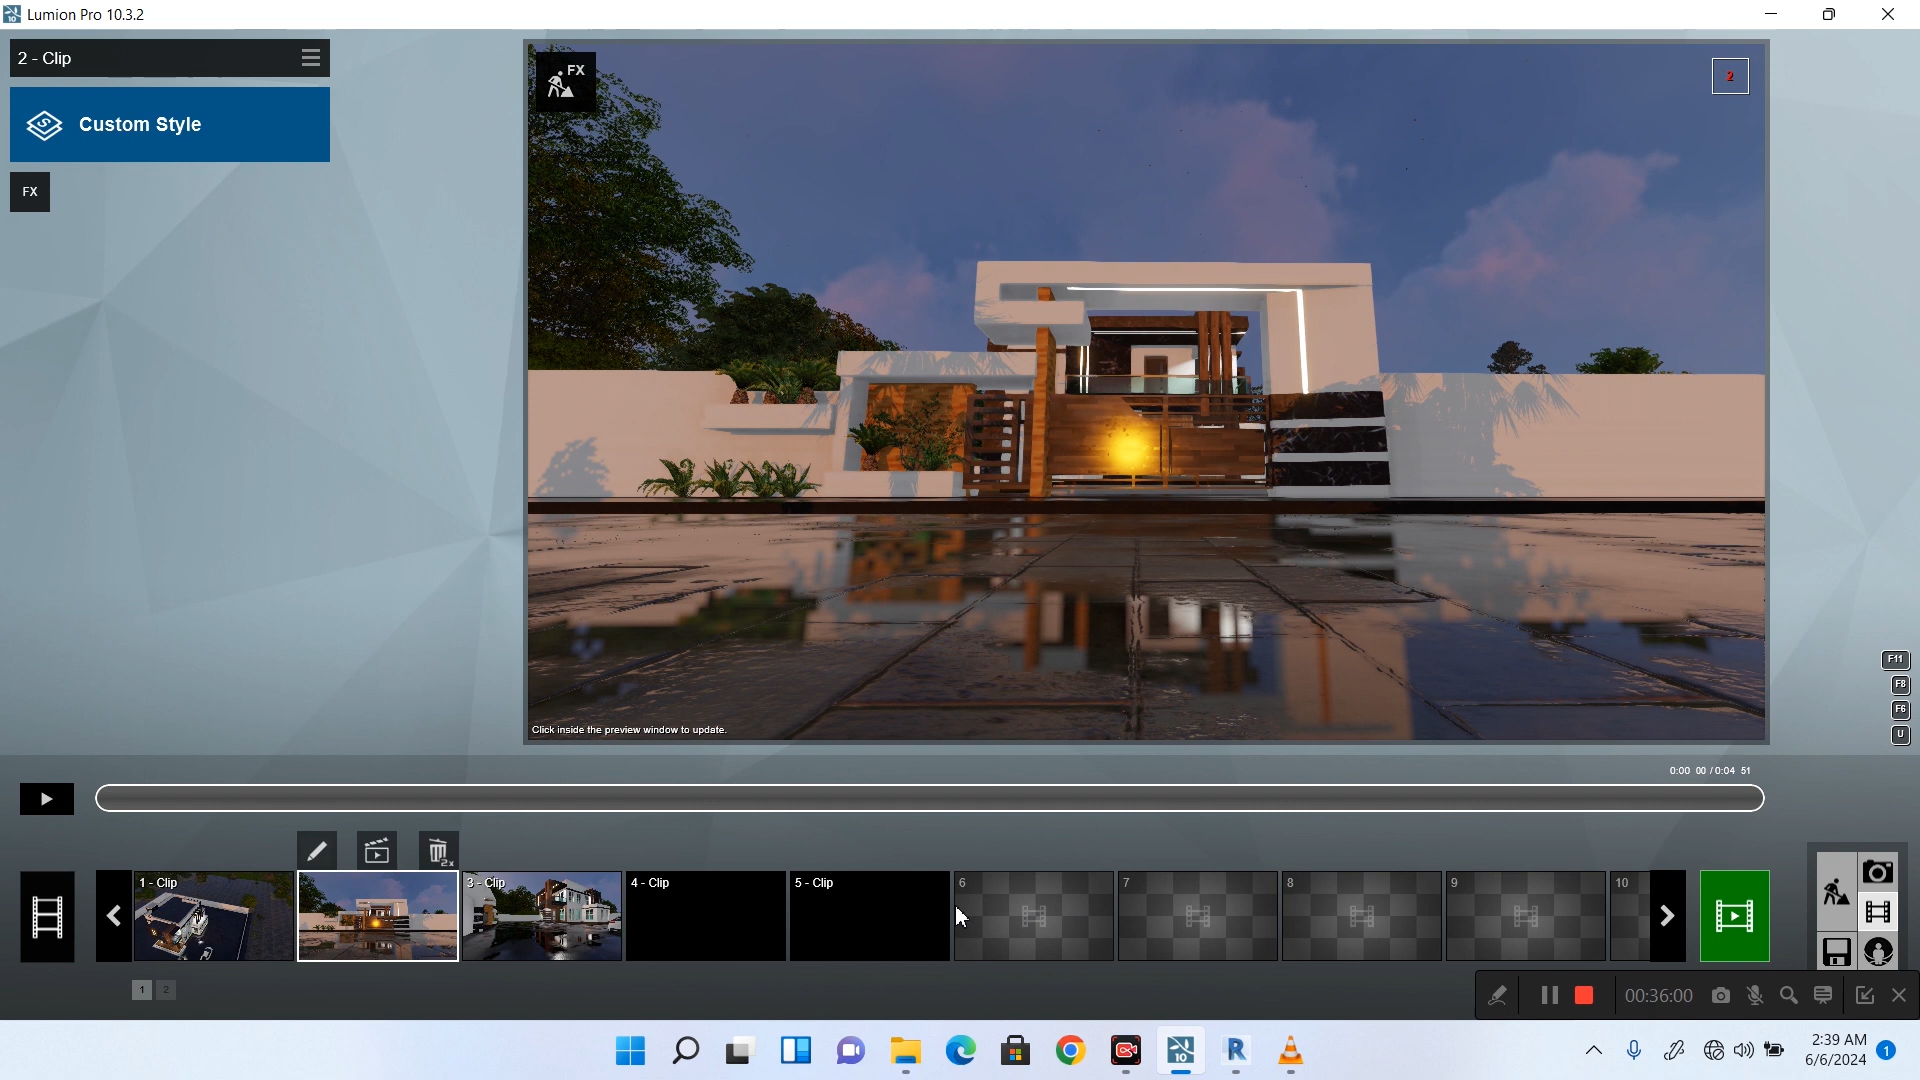 Lumion Pro 10.3.2
2 - Clip
Custom Style
FX
FX
2
Click inside the preview window to update.
F11
F8
F6
U
0:00 00 / 0:04 51
2x
1 - Clip
3 - Clip
4 - Clip
5 - Clip
6
7
8
9
10
1
2
00:36:00
10
R
2:39 AM
6/6/2024
1